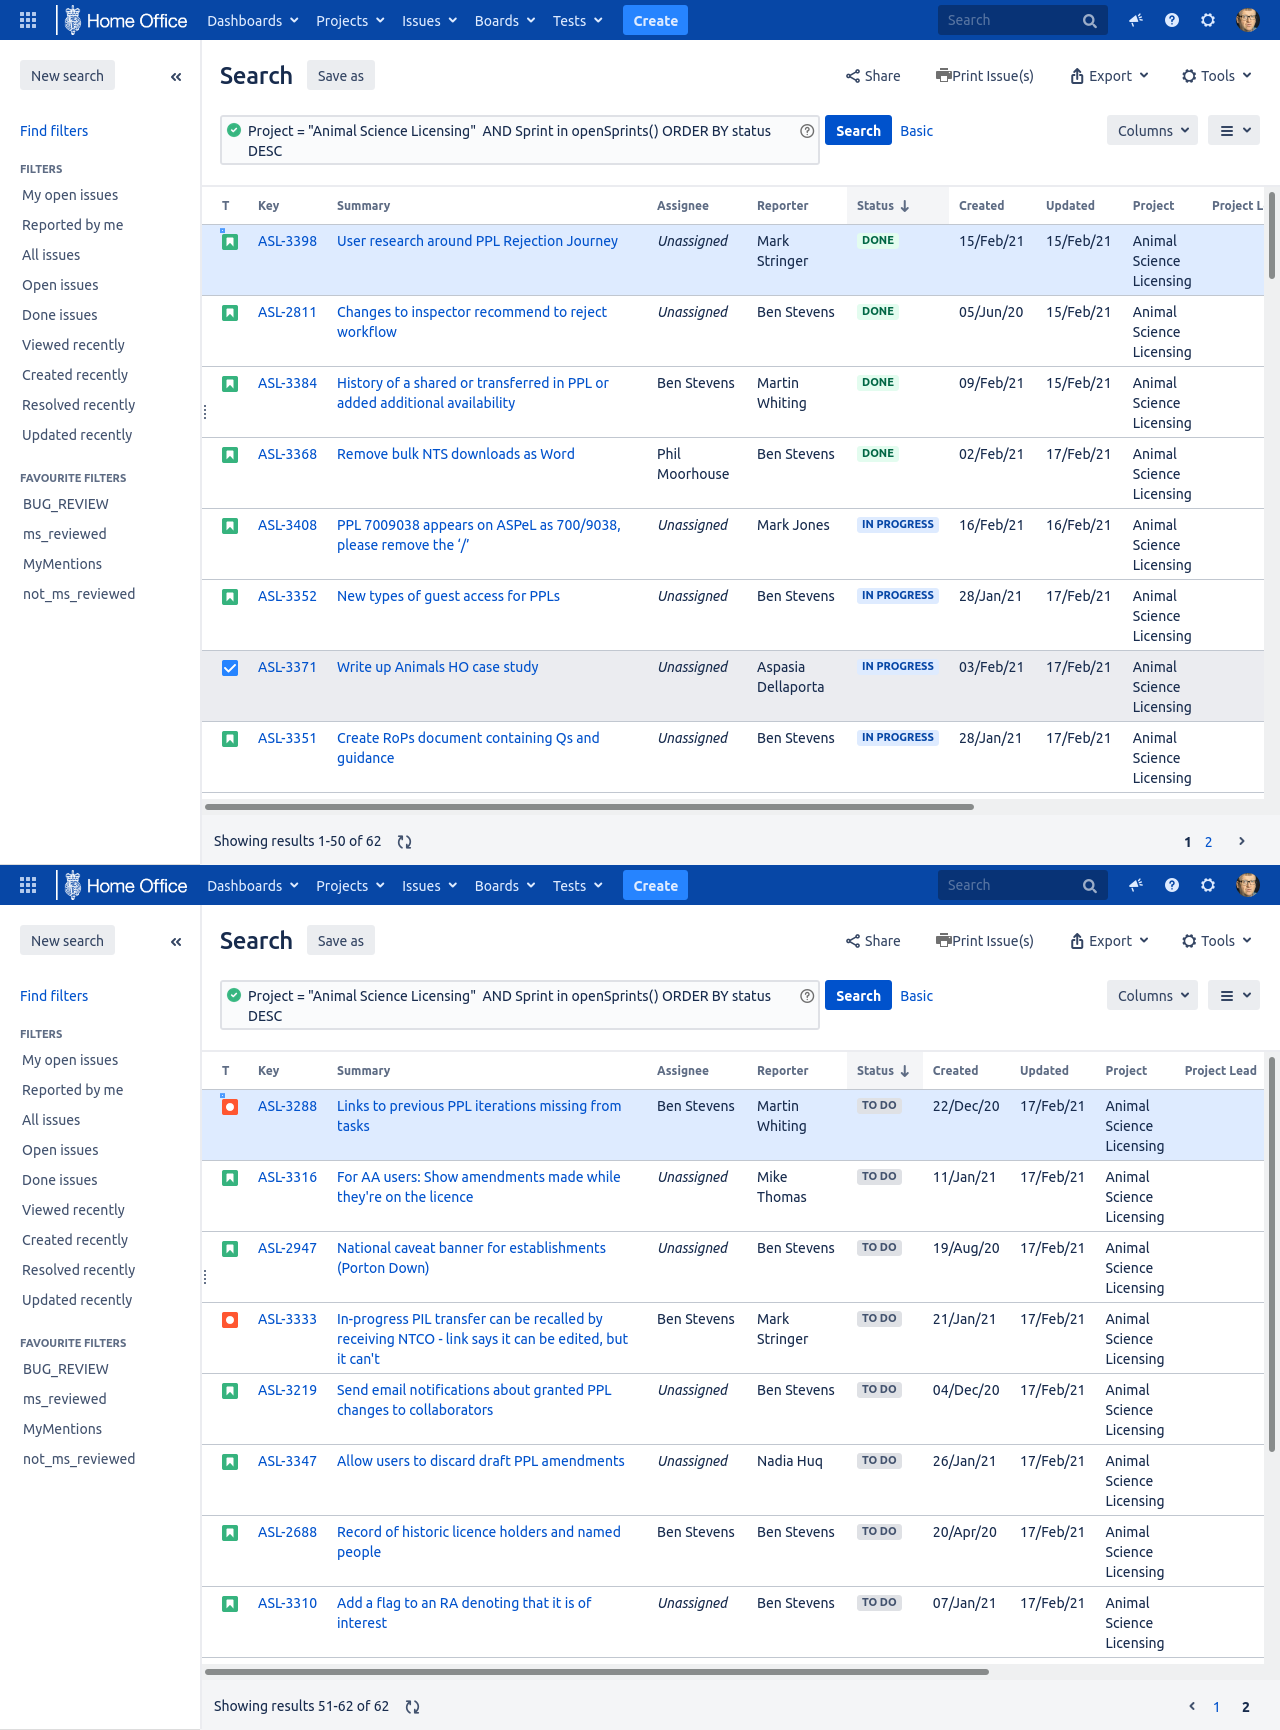 Home Office Dashboards Projects Issues Boards Tests Create Search
New search
Search Save as Share Print Issue(s) Export Tools
Find filters
Project = "Animal Science Licensing"  AND Sprint in openSprints() ORDER BY status
DESC
Search Basic Columns
FILTERS
My open issues
Reported by me
All issues
Open issues
Done issues
Viewed recently
Created recently
Resolved recently
Updated recently
FAVOURITE FILTERS
BUG_REVIEW
ms_reviewed
MyMentions
not_ms_reviewed
T Key Summary Assignee Reporter Status Created Updated Project Project L
ASL-3398 User research around PPL Rejection Journey Unassigned Mark DONE 15/Feb/21 15/Feb/21 Animal
Stringer Science
Licensing
ASL-2811 Changes to inspector recommend to reject Unassigned Ben Stevens DONE 05/Jun/20 15/Feb/21 Animal
workflow Science
Licensing
ASL-3384 History of a shared or transferred in PPL or Ben Stevens Martin DONE 09/Feb/21 15/Feb/21 Animal
added additional availability Whiting Science
Licensing
ASL-3368 Remove bulk NTS downloads as Word Phil Ben Stevens DONE 02/Feb/21 17/Feb/21 Animal
Moorhouse Science
Licensing
ASL-3408 PPL 7009038 appears on ASPeL as 700/9038, Unassigned Mark Jones IN PROGRESS 16/Feb/21 16/Feb/21 Animal
please remove the ‘/’ Science
Licensing
ASL-3352 New types of guest access for PPLs Unassigned Ben Stevens IN PROGRESS 28/Jan/21 17/Feb/21 Animal
Science
Licensing
ASL-3371 Write up Animals HO case study Unassigned Aspasia IN PROGRESS 03/Feb/21 17/Feb/21 Animal
Dellaporta Science
Licensing
ASL-3351 Create RoPs document containing Qs and Unassigned Ben Stevens IN PROGRESS 28/Jan/21 17/Feb/21 Animal
guidance Science
Licensing
Showing results 1-50 of 62 1 2
Home Office Dashboards Projects Issues Boards Tests Create Search
New search
Search Save as Share Print Issue(s) Export Tools
Find filters
Project = "Animal Science Licensing"  AND Sprint in openSprints() ORDER BY status
DESC
Search Basic Columns
FILTERS
My open issues
Reported by me
All issues
Open issues
Done issues
Viewed recently
Created recently
Resolved recently
Updated recently
FAVOURITE FILTERS
BUG_REVIEW
ms_reviewed
MyMentions
not_ms_reviewed
T Key Summary Assignee Reporter Status Created Updated Project Project Lead
ASL-3288 Links to previous PPL iterations missing from Ben Stevens Martin TO DO 22/Dec/20 17/Feb/21 Animal
tasks Whiting Science
Licensing
ASL-3316 For AA users: Show amendments made while Unassigned Mike TO DO 11/Jan/21 17/Feb/21 Animal
they're on the licence Thomas Science
Licensing
ASL-2947 National caveat banner for establishments Unassigned Ben Stevens TO DO 19/Aug/20 17/Feb/21 Animal
(Porton Down) Science
Licensing
ASL-3333 In-progress PIL transfer can be recalled by Ben Stevens Mark TO DO 21/Jan/21 17/Feb/21 Animal
receiving NTCO - link says it can be edited, but Stringer Science
it can't Licensing
ASL-3219 Send email notifications about granted PPL Unassigned Ben Stevens TO DO 04/Dec/20 17/Feb/21 Animal
changes to collaborators Science
Licensing
ASL-3347 Allow users to discard draft PPL amendments Unassigned Nadia Huq TO DO 26/Jan/21 17/Feb/21 Animal
Science
Licensing
ASL-2688 Record of historic licence holders and named Ben Stevens Ben Stevens TO DO 20/Apr/20 17/Feb/21 Animal
people Science
Licensing
ASL-3310 Add a flag to an RA denoting that it is of Unassigned Ben Stevens TO DO 07/Jan/21 17/Feb/21 Animal
interest Science
Licensing
Showing results 51-62 of 62 1 2